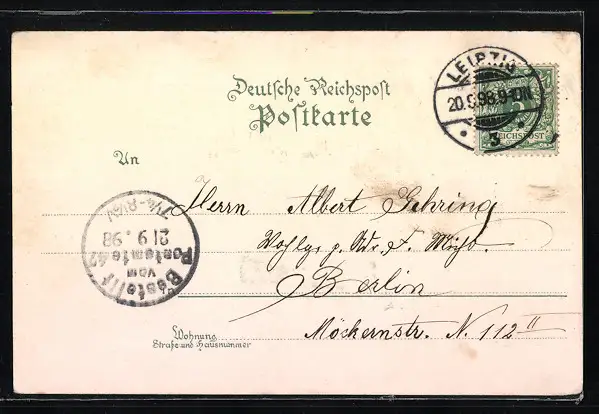 LEIPZIG
20.9.98.9-10N.
3
REICHSPOST
Deutsche Reichspost
Postkarte
An
Herrn Albert Gehring
Berlin
Möckernstr. N. 112 II
Wohnung
Straße und Hausnummer
Bestellt
vom
Postamte
21 9. 98